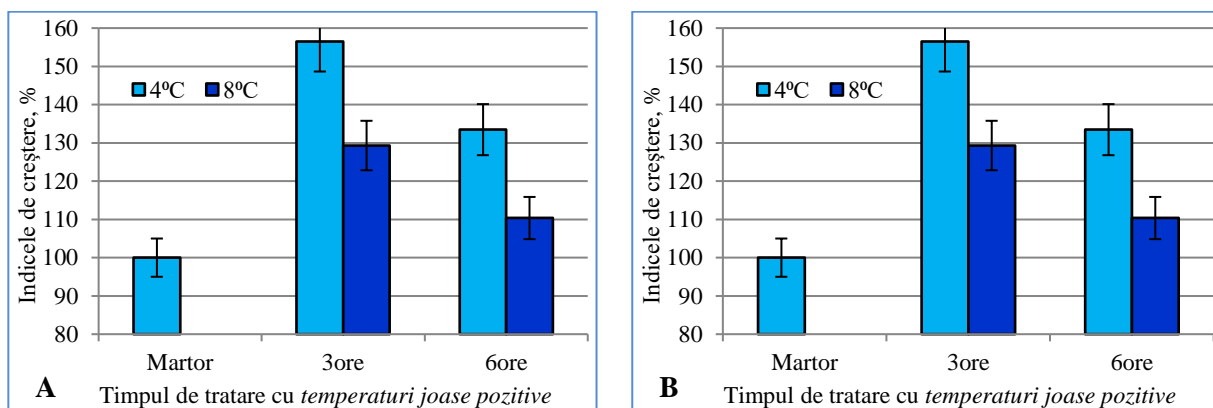 160
150
140
130
120
110
100
90
80
Indicele de creştere, %
4ºC 8ºC
Martor 3ore 6ore
A
Timpul de tratare cu temperaturi joase pozitive
160
150
140
130
120
110
100
90
80
Indicele de creştere, %
4ºC 8ºC
Martor 3ore 6ore
B
Timpul de tratare cu temperaturi joase pozitive